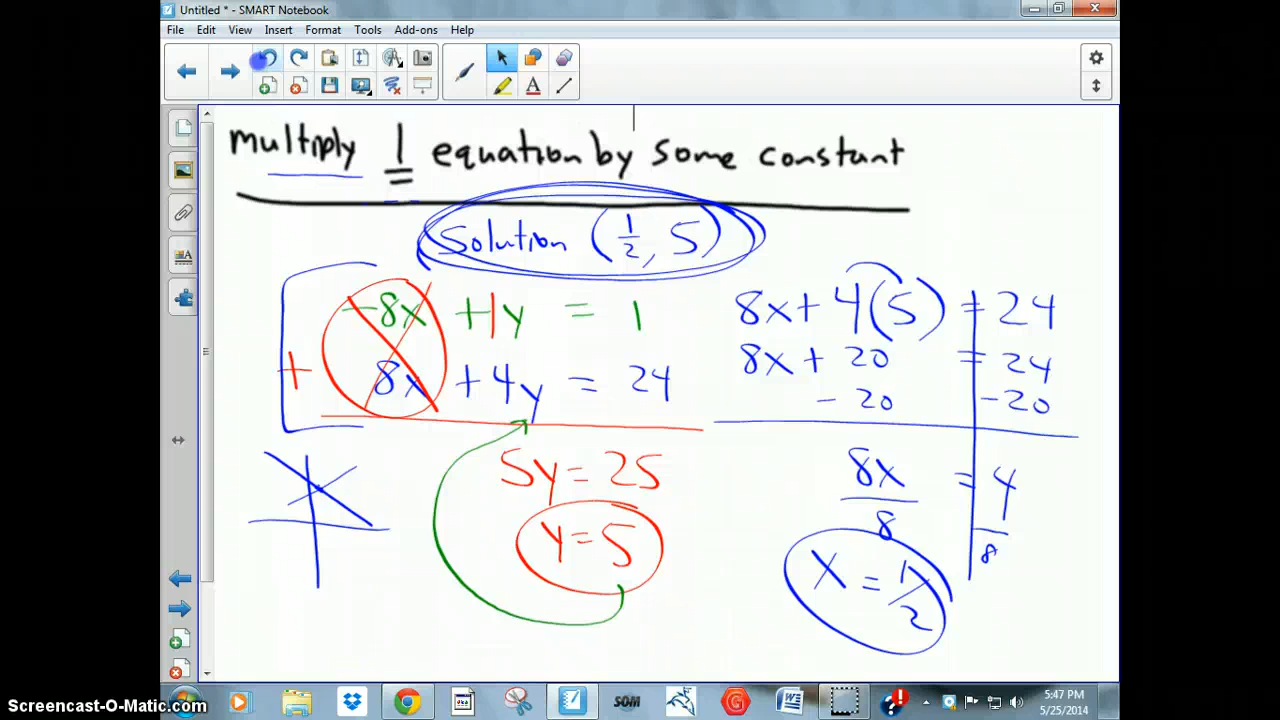 Untitled * - SMART Notebook
File Edit View Insert Format Tools Add-ons Help
multiply 1 equation by some constant
Solution (1/2, 5)
-8x +1y = 1
+ 8x +4y = 24
5y = 25
y = 5
8x + 4(5) = 24
8x + 20 = 24
- 20 -20
8x = 4
8 8
x = 1/2
SOM
5:47 PM
5/25/2014
Screencast-O-Matic.com